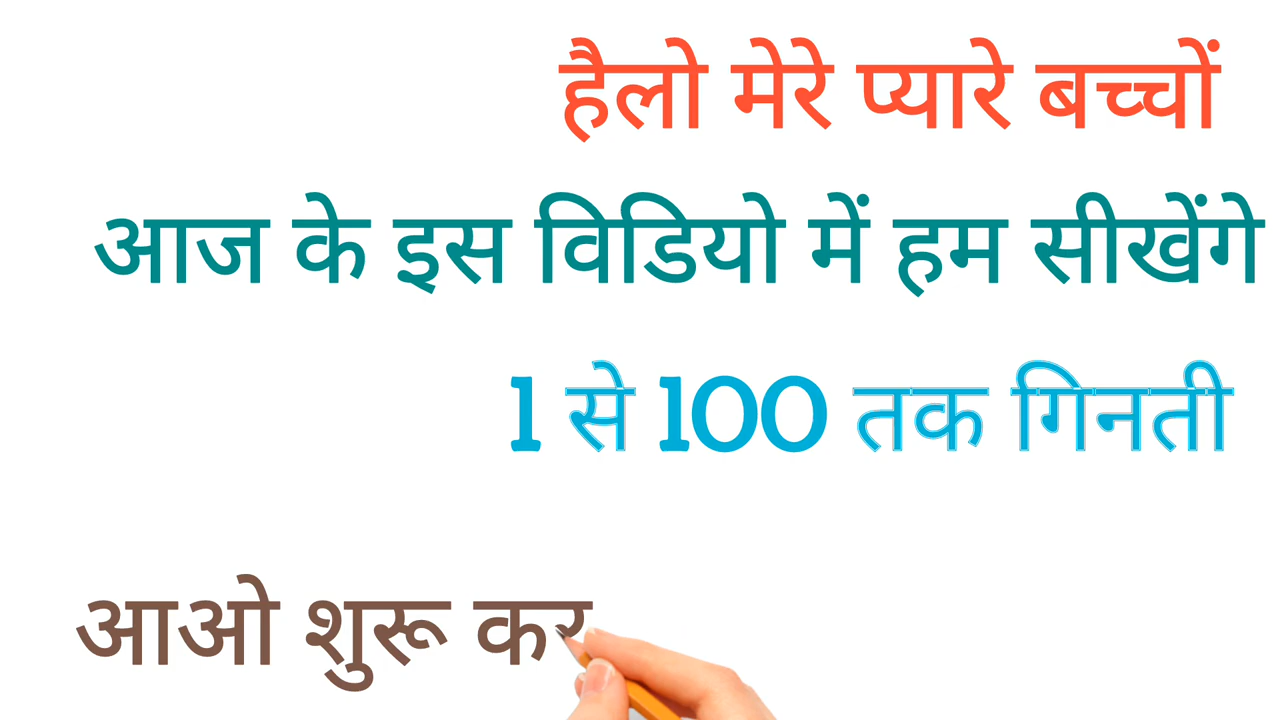 हैलो मेरे प्यारे बच्चों
आज के इस विडियो में हम सीखेंगे
1 से 100 तक गिनती
आओ शुरू कर